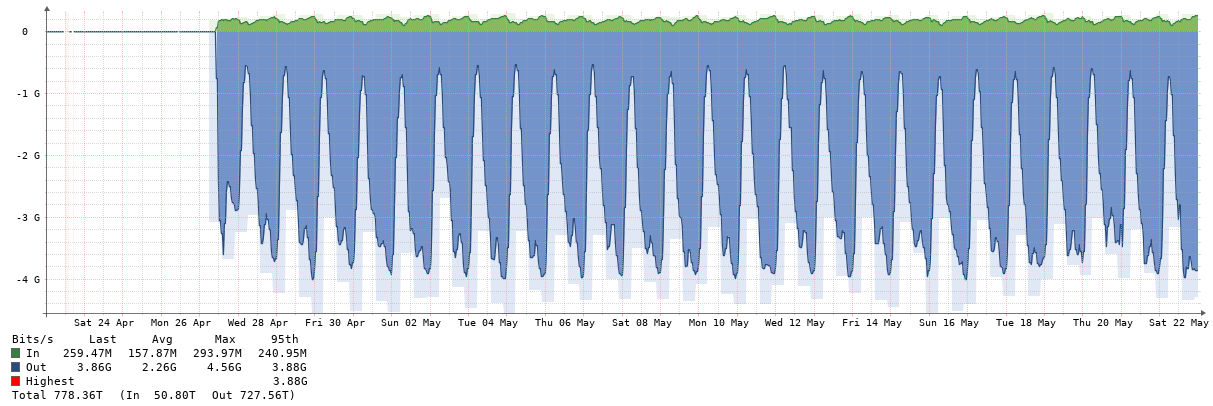 0
-1 G
-2 G
-3 G
-4 G
Sat 24 Apr Mon 26 Apr Wed 28 Apr Fri 30 Apr Sun 02 May Tue 04 May Thu 06 May Sat 08 May Mon 10 May Wed 12 May Fri 14 May Sun 16 May Tue 18 May Thu 20 May Sat 22 May
Bits/s Last Avg Max 95th
In 259.47M 157.87M 293.97M 240.95M
Out 3.86G 2.26G 4.56G 3.88G
Highest 3.88G
Total 778.36T (In 50.80T Out 727.56T)